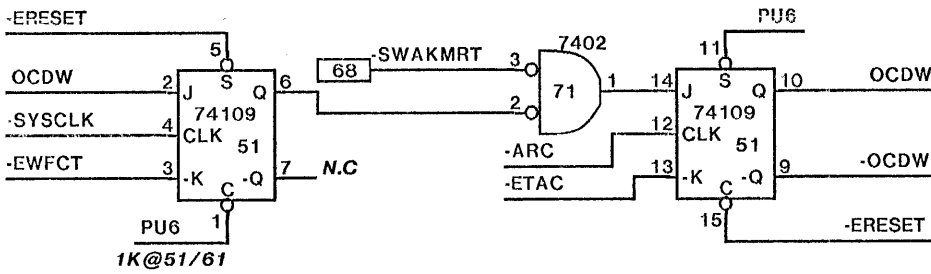 -ERESET
5
S
OCDW
2
J
Q
6
74109
-SYSCLK
4
CLK
51
-EWFCT
3
-K
-Q
7
N.C
C
1
PU6
1K@51/61
68
-SWAKMRT
3
7402
71
1
2
PU6
11
S
14
J
Q
10
OCDW
74109
12
CLK
51
-ARC
-ETAC
13
-K
-Q
9
-OCDW
C
15
-ERESET